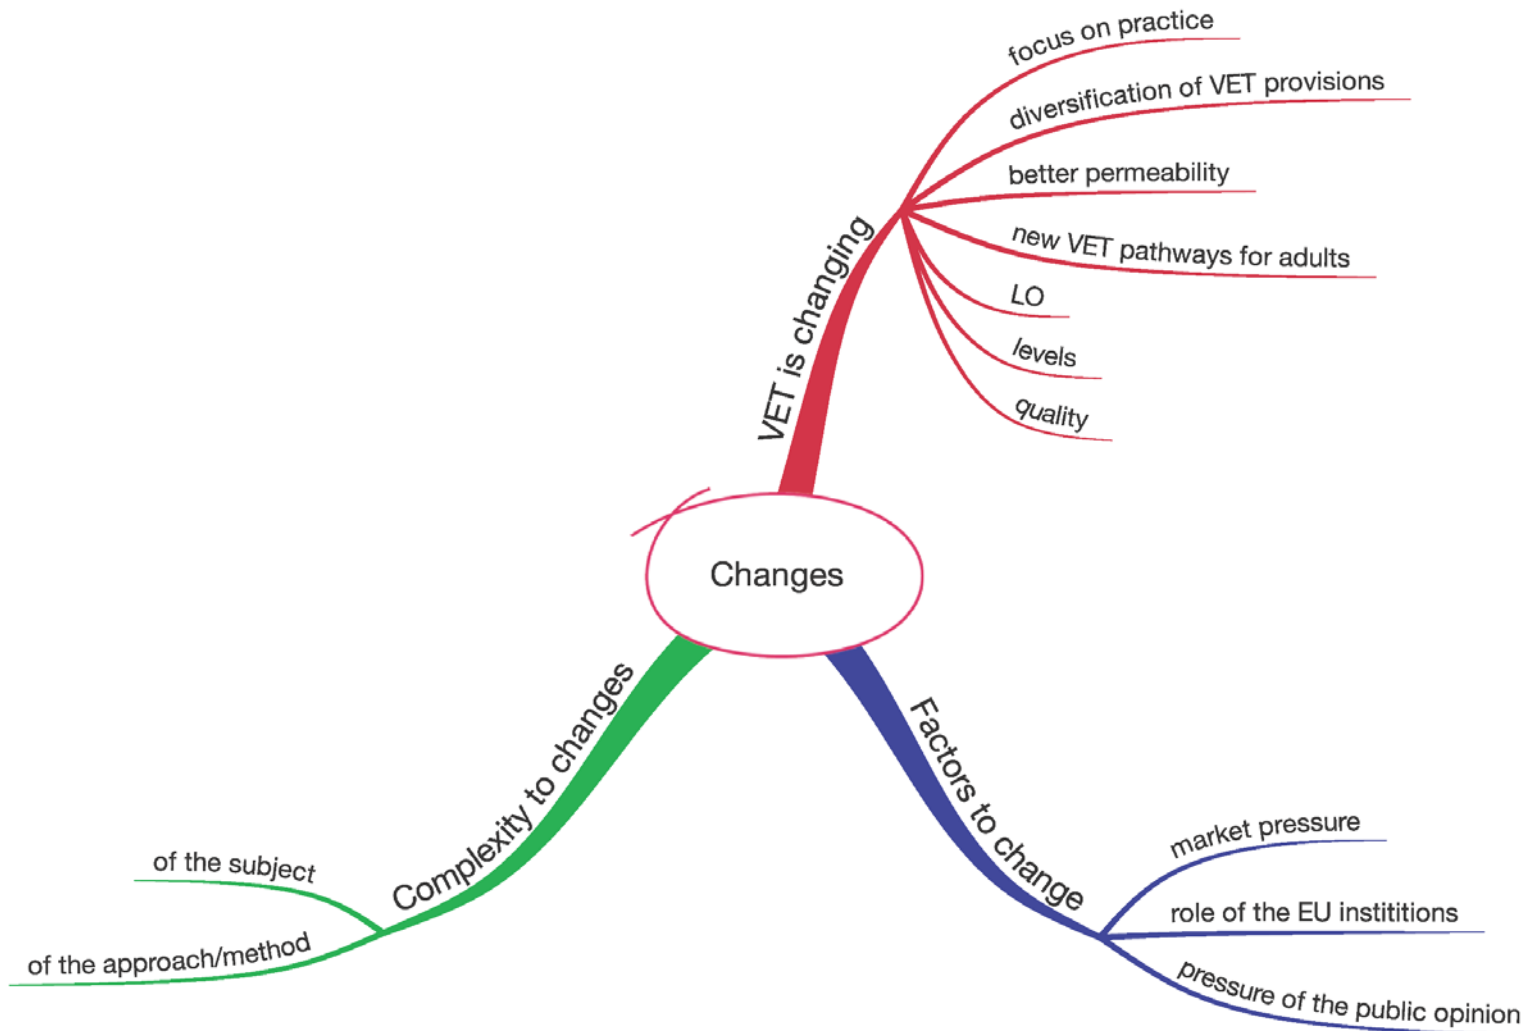 focus on practice
diversification of VET provisions
better permeability
new VET pathways for adults
LO
levels
quality
VET is changing
Changes
Complexity to changes
of the subject
of the approach/method
Factors to change
market pressure
role of the EU instititions
pressure of the public opinion